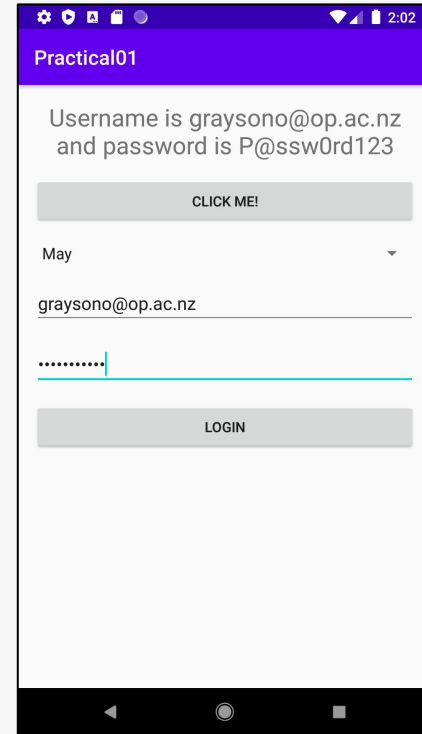 2:02
Practical01
Username is graysono@op.ac.nz
and password is P@ssw0rd123
CLICK ME!
May
graysono@op.ac.nz
•••••••••••
LOGIN